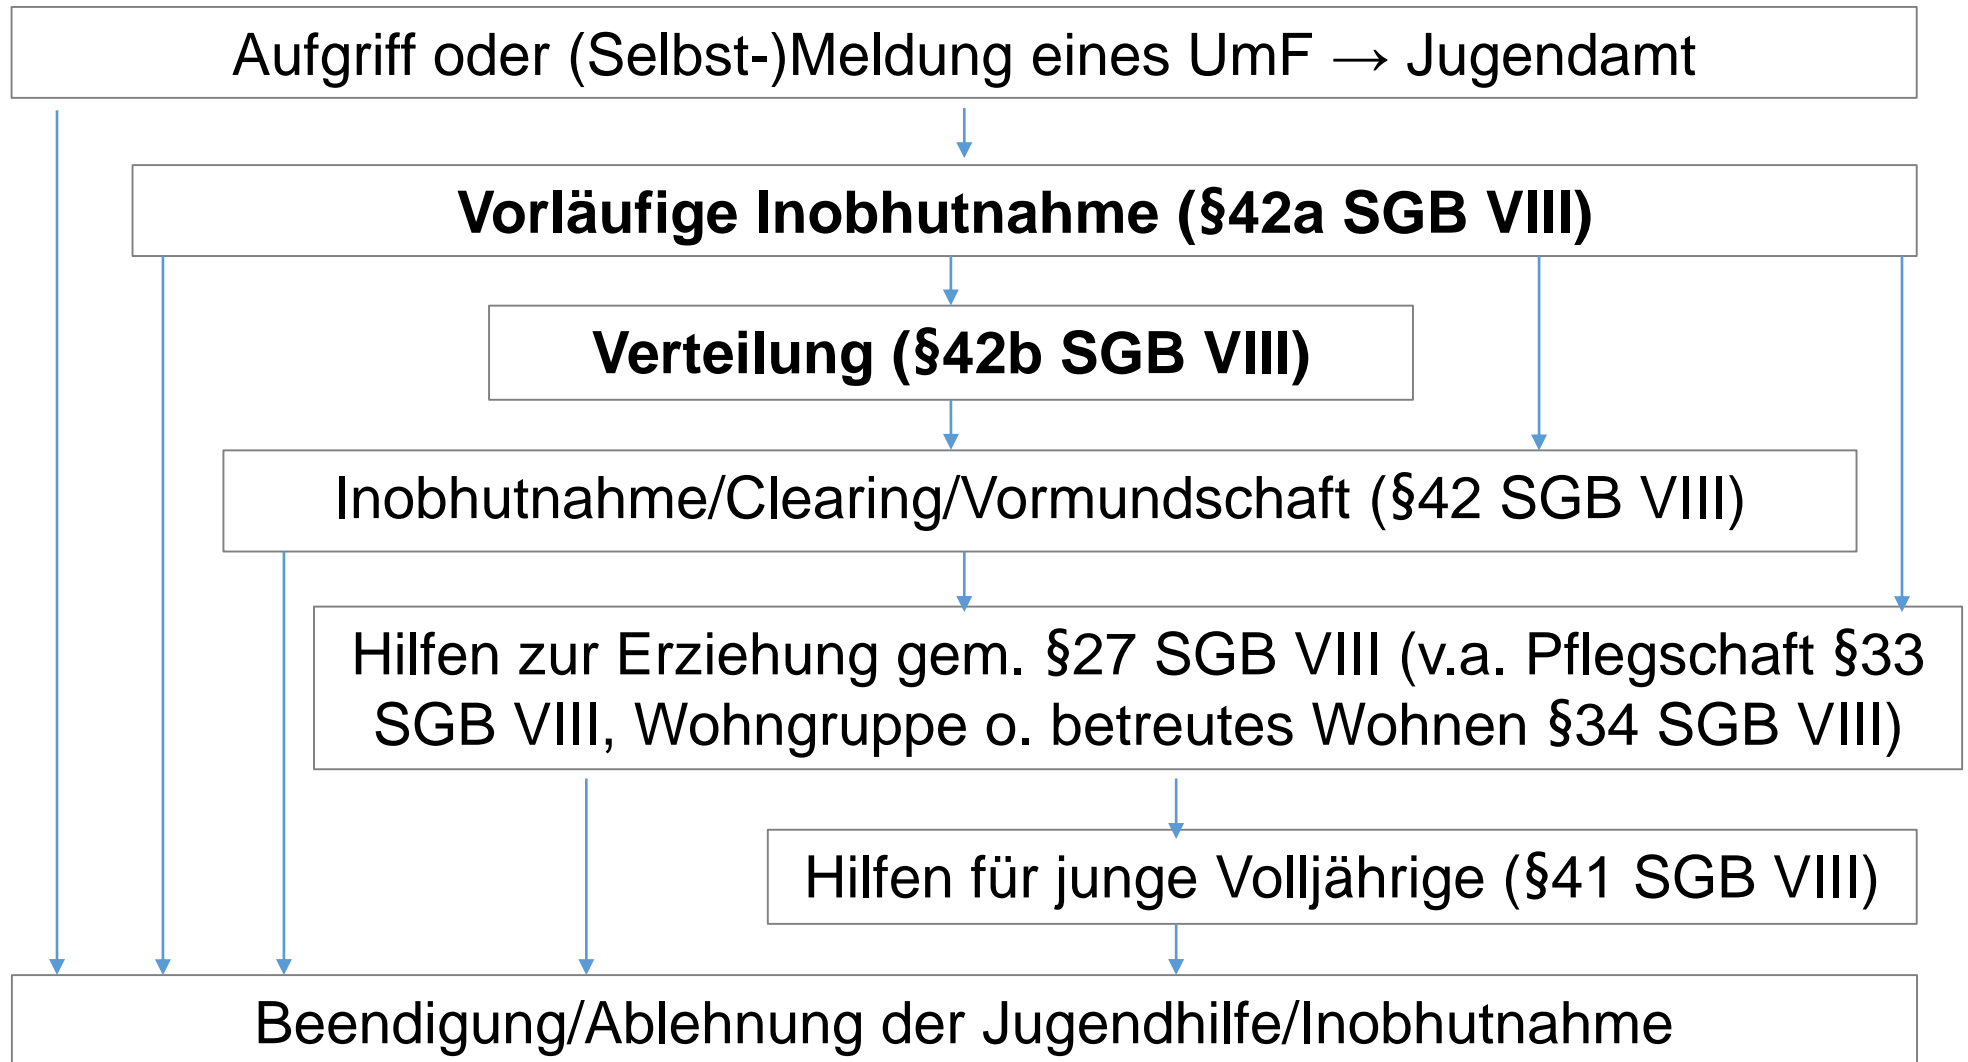 Aufgriff oder (Selbst-)Meldung eines UmF → Jugendamt
Vorläufige Inobhutnahme (§42a SGB VIII)
Verteilung (§42b SGB VIII)
Inobhutnahme/Clearing/Vormundschaft (§42 SGB VIII)
Hilfen zur Erziehung gem. §27 SGB VIII (v.a. Pflegschaft §33
SGB VIII, Wohngruppe o. betreutes Wohnen §34 SGB VIII)
Hilfen für junge Volljährige (§41 SGB VIII)
Beendigung/Ablehnung der Jugendhilfe/Inobhutnahme